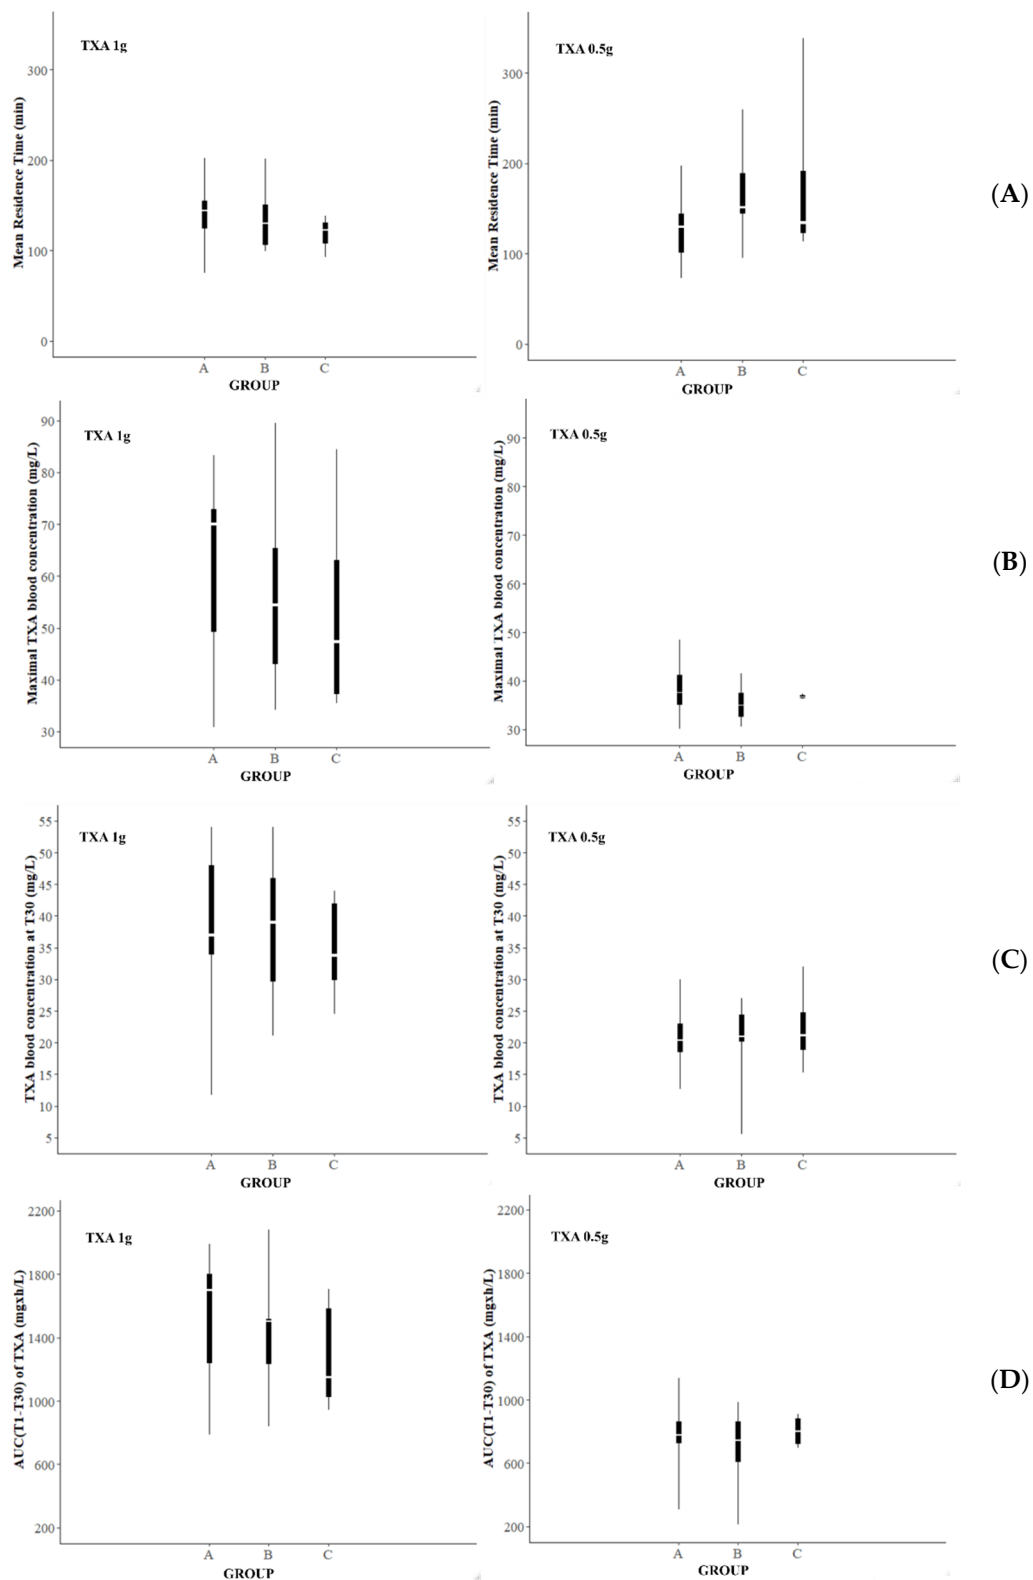 TXA 1g
Mean Residence Time (min)
300
200
100
0
A B C
GROUP
TXA 0.5g
Mean Residence Time (min)
300
200
100
0
A B C
GROUP
(A)
TXA 1g
Maximal TXA blood concentration (mg/L)
90
80
70
60
50
40
30
A B C
GROUP
TXA 0.5g
Maximal TXA blood concentration (mg/L)
90
80
70
60
50
40
30
A B C
GROUP
(B)
TXA 1g
TXA blood concentration at T30 (mg/L)
55
50
45
40
35
30
25
20
15
10
5
A B C
GROUP
TXA 0.5g
TXA blood concentration at T30 (mg/L)
55
50
45
40
35
30
25
20
15
10
5
A B C
GROUP
(C)
TXA 1g
AUC(T1-T30) of TXA (mgxh/L)
2200
1800
1400
1000
600
200
A B C
GROUP
TXA 0.5g
AUC(T1-T30) of TXA (mgxh/L)
2200
1800
1400
1000
600
200
A B C
GROUP
(D)